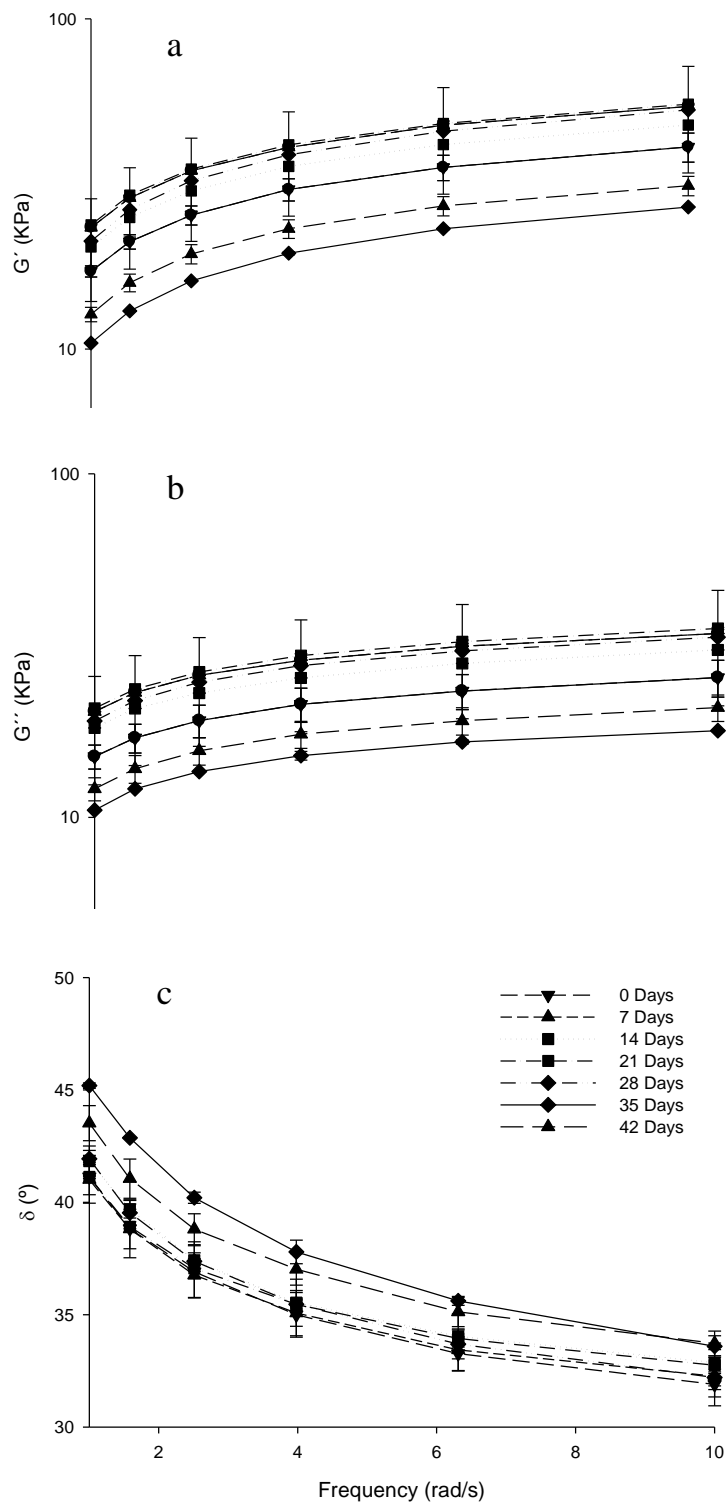 100
a
G´ (KPa)
10
100
b
G´´ (KPa)
10
50
c
0 Days
7 Days
14 Days
21 Days
28 Days
35 Days
42 Days
45
40
δ (º)
35
30
2
4
6
8
10
Frequency (rad/s)